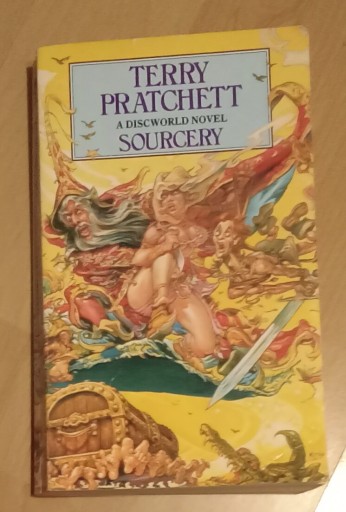 TERRY
PRATCHETT
A DISCWORLD NOVEL
SOURCERY